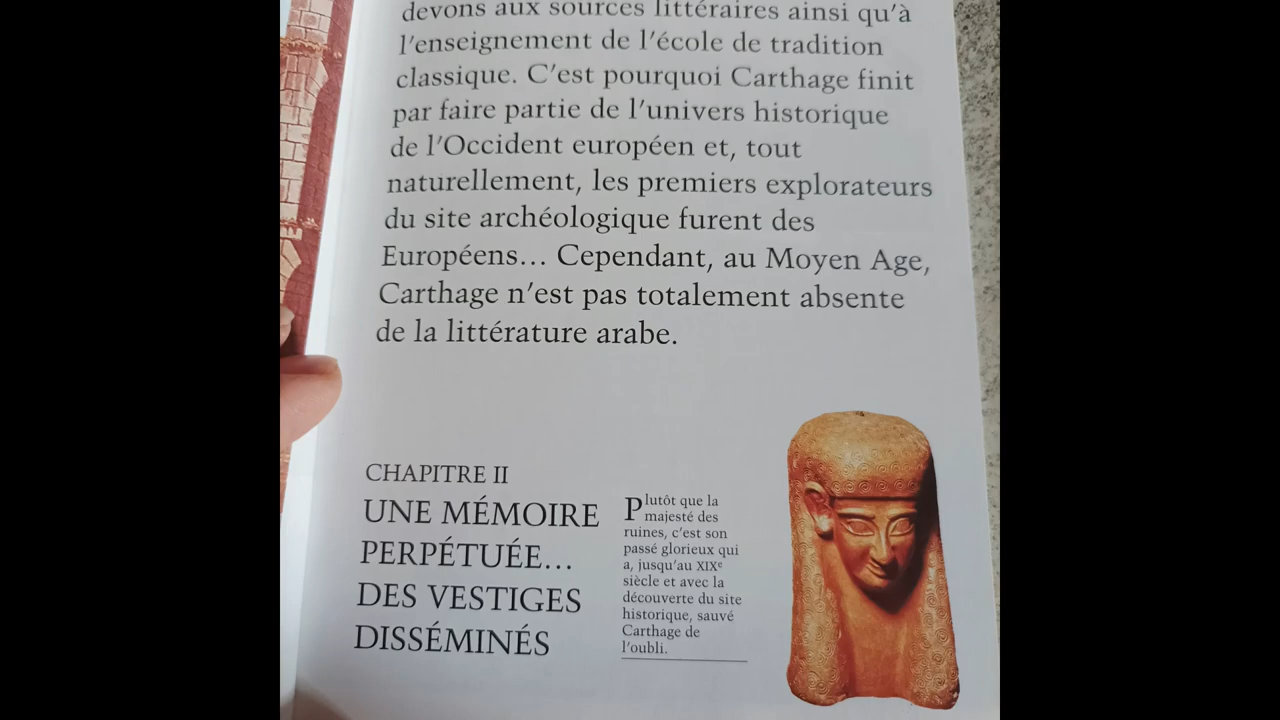 devons aux sources littéraires ainsi qu'à
l'enseignement de l'école de tradition
classique. C'est pourquoi Carthage finit
par faire partie de l'univers historique
de l'Occident européen et, tout
naturellement, les premiers explorateurs
du site archéologique furent des
Européens... Cependant, au Moyen Age,
Carthage n'est pas totalement absente
de la littérature arabe.
CHAPITRE II
UNE MÉMOIRE
PERPÉTUÉE...
DES VESTIGES
DISSÉMINÉS
Plutôt que la
majesté des
ruines, c'est son
passé glorieux qui
a, jusqu'au XIXe
siècle et avec la
découverte du site
historique, sauvé
Carthage de
l'oubli.